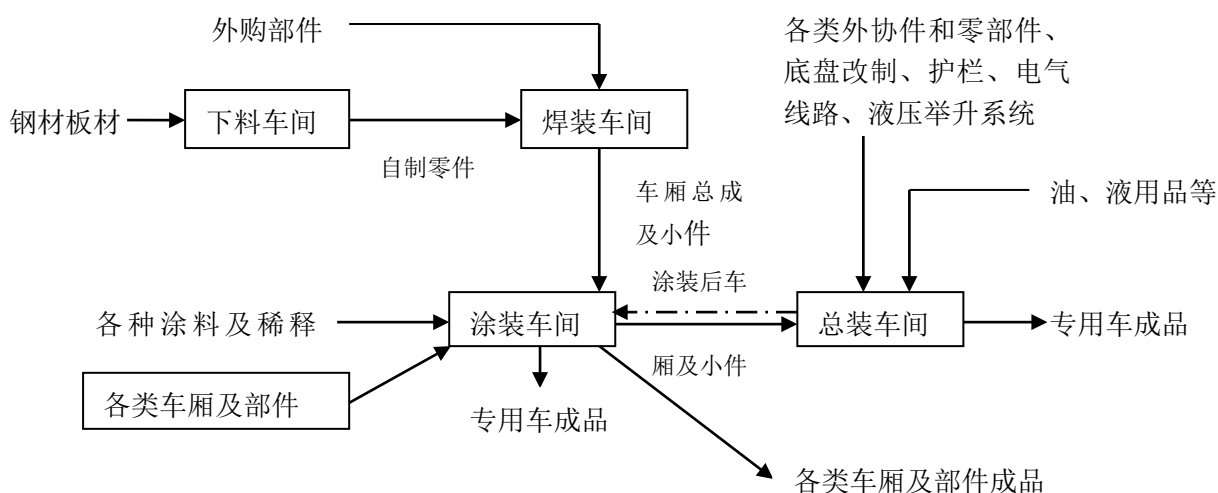 外购部件
各类外协件和零部件、
底盘改制、护栏、电气
线路、液压举升系统
钢材板材
下料车间
焊装车间
自制零件
车厢总成
及小件
油、液用品等
涂装后车
各种涂料及稀释
涂装车间
总装车间
专用车成品
厢及小件
各类车厢及部件
专用车成品
各类车厢及部件成品